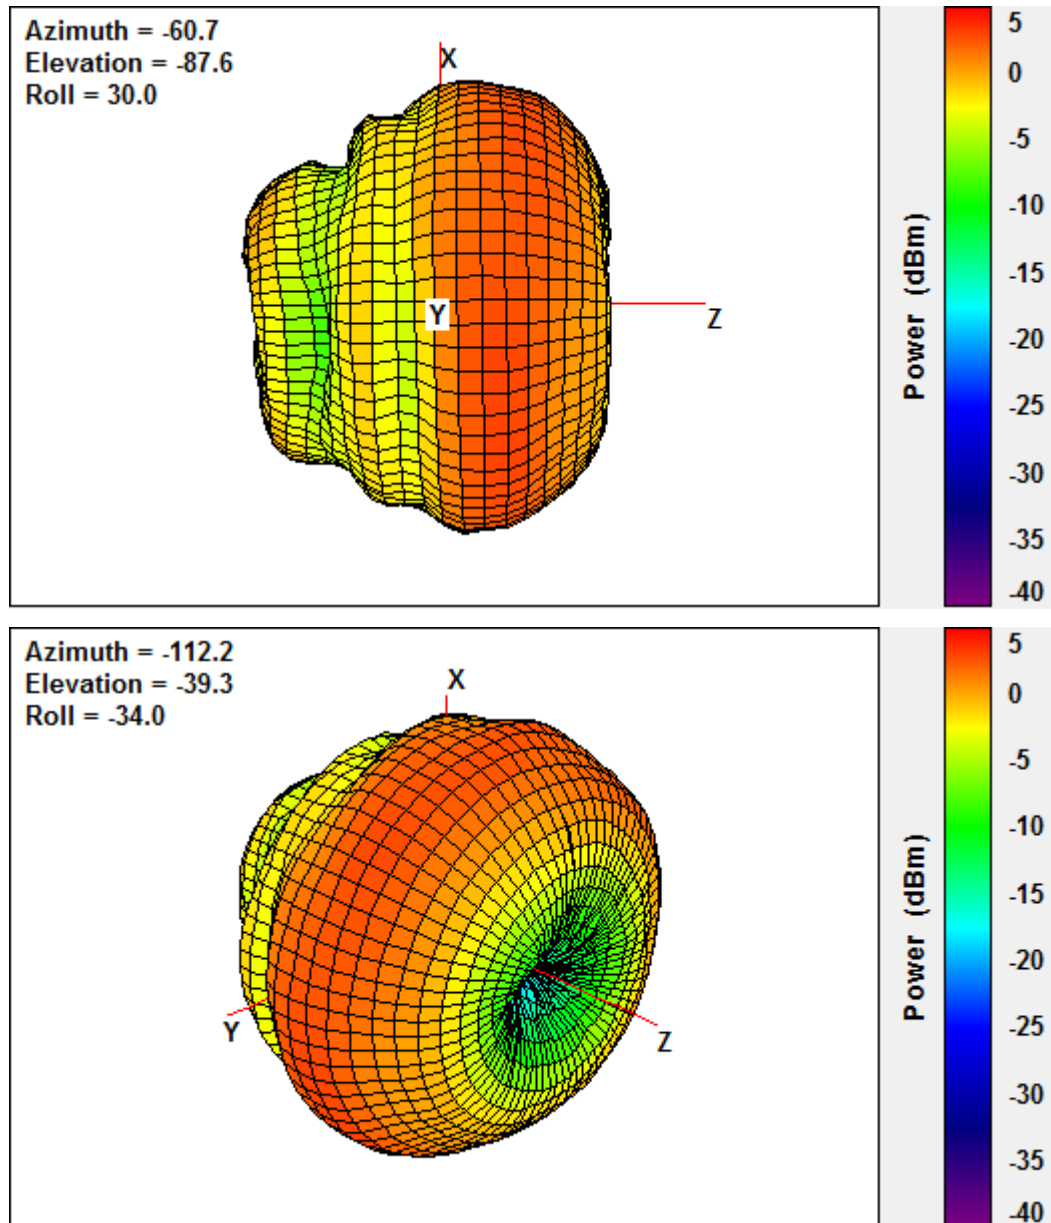 Azimuth = -60.7
Elevation = -87.6
Roll = 30.0
X
Y
Z
Power (dBm)
5
0
-5
-10
-15
-20
-25
-30
-35
-40
Azimuth = -112.2
Elevation = -39.3
Roll = -34.0
X
Y
Z
Power (dBm)
5
0
-5
-10
-15
-20
-25
-30
-35
-40